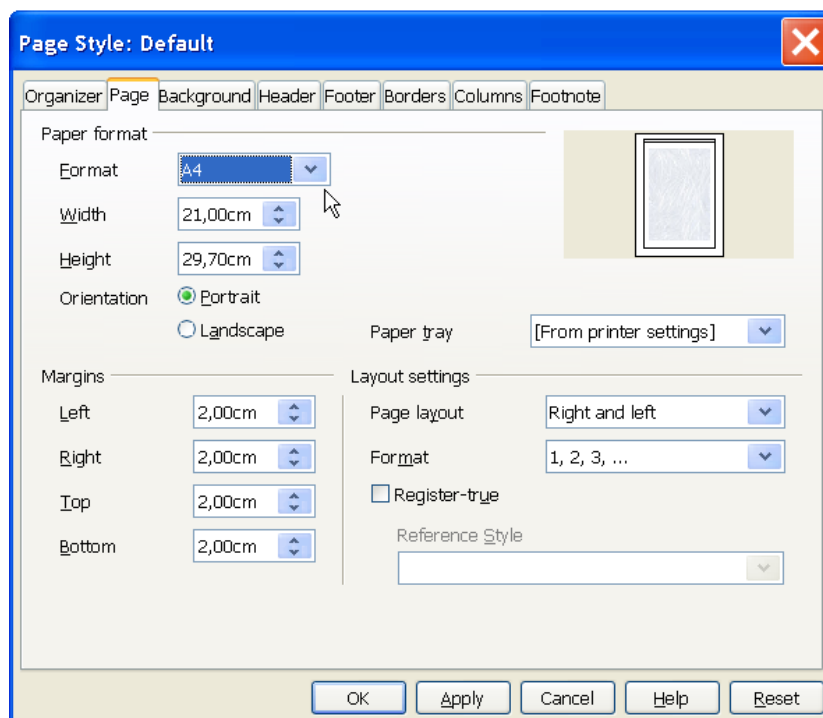 Page Style: Default
Organizer Page Background Header Footer Borders Columns Footnote
Paper format
Format A4
Width 21,00cm
Height 29,70cm
Orientation Portrait
Landscape
Paper tray [From printer settings]
Margins
Left 2,00cm
Right 2,00cm
Top 2,00cm
Bottom 2,00cm
Layout settings
Page layout Right and left
Format 1, 2, 3, ...
Register-true
Reference Style
OK Apply Cancel Help Reset